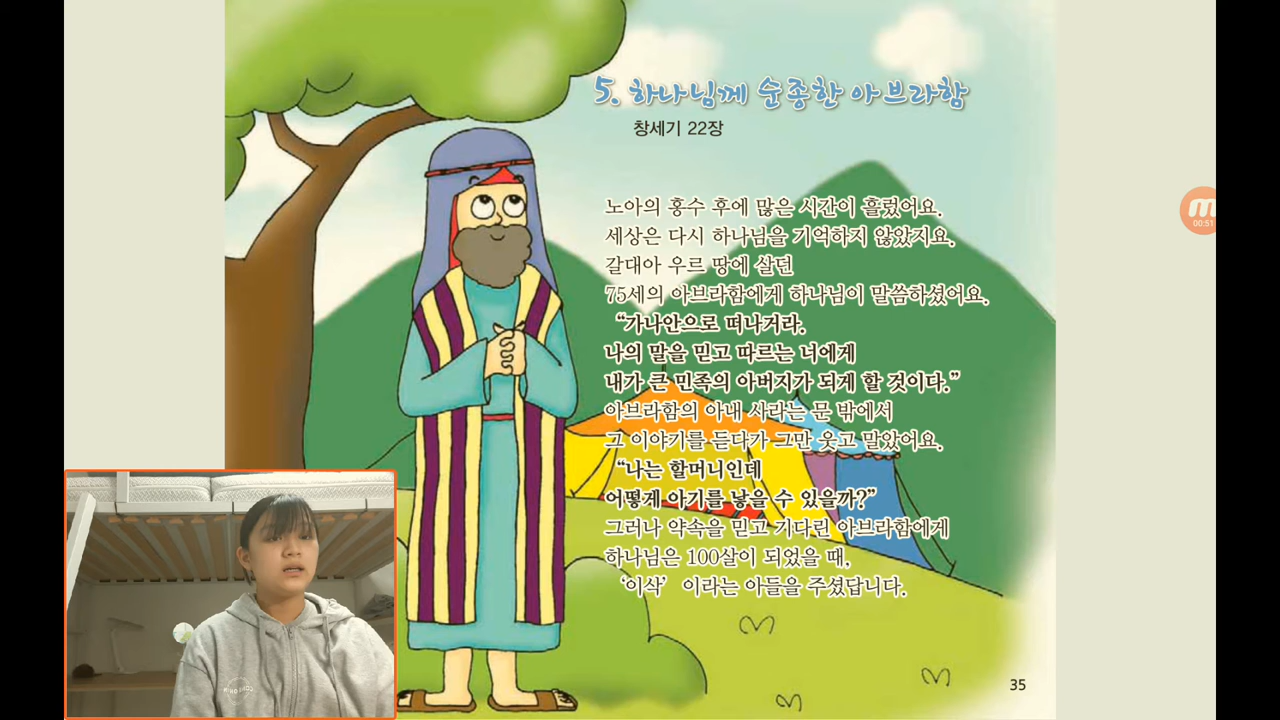 5. 하나님께 순종한 아브라함
창세기 22장
노아의 홍수 후에 많은 시간이 흘렀어요.
세상은 다시 하나님을 기억하지 않았지요.
갈대아 우르 땅에 살던
75세의 아브라함에게 하나님이 말씀하셨어요.
“가나안으로 떠나거라.
나의 말을 믿고 따르는 너에게
내가 큰 민족의 아버지가 되게 할 것이다.”
아브라함의 아내 사라는 문 밖에서
그 이야기를 듣다가 그만 웃고 말았어요.
“나는 할머니인데
어떻게 아기를 낳을 수 있을까?”
그러나 약속을 믿고 기다린 아브라함에게
하나님은 100살이 되었을 때,
‘이삭’ 이라는 아들을 주셨답니다.
35
00:51